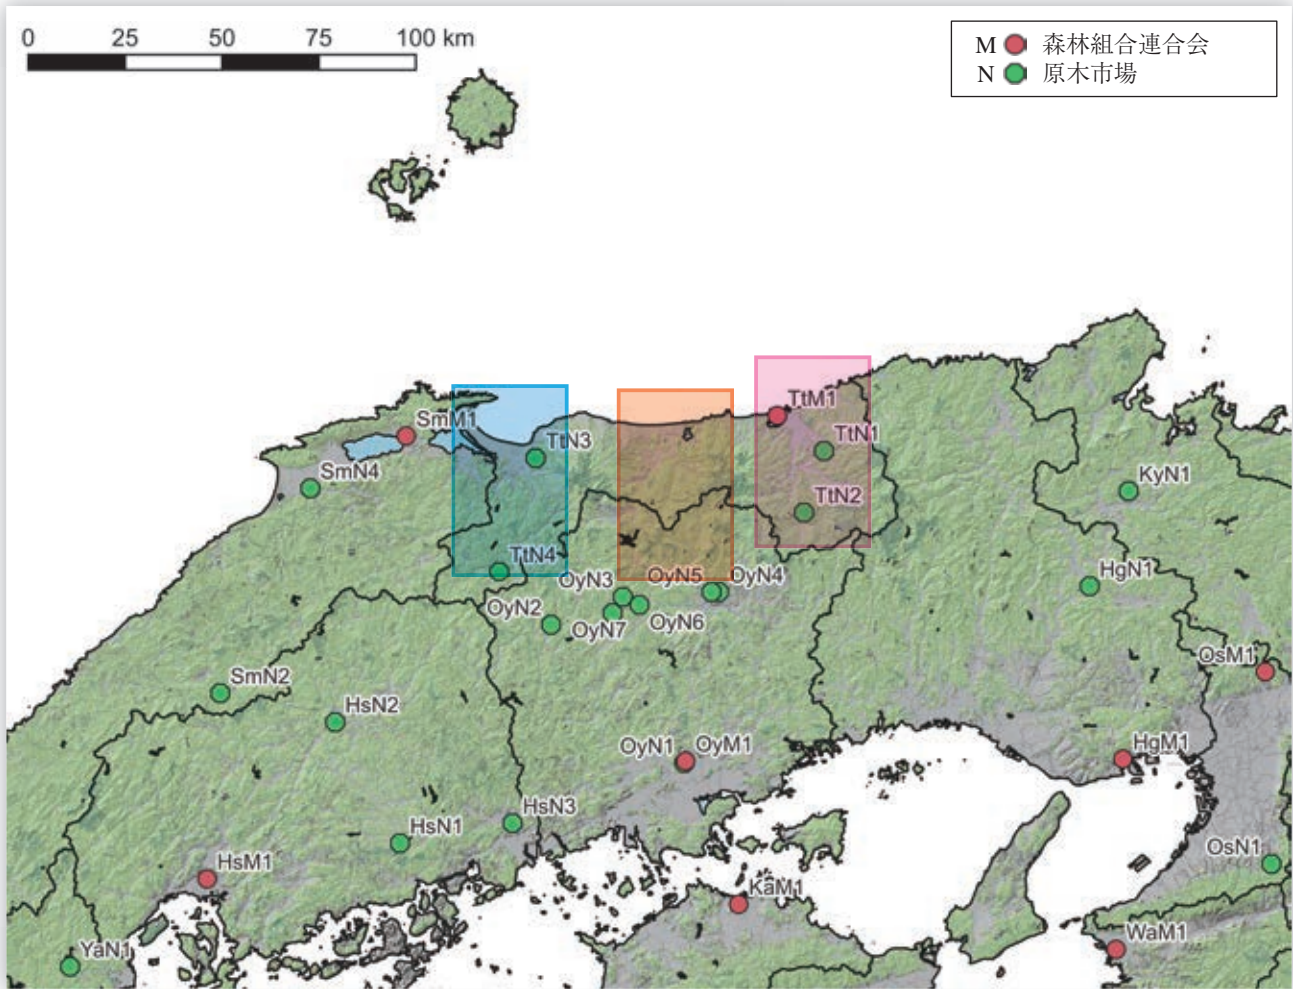 0 25 50 75 100 km
M 森林組合連合会
N 原木市場
TtM1
SmM1
TtN3
TtN1
SmN4
KyN1
TtN2
TtN4
OyN3
OyN5
OyN4
HgN1
OyN2
OyN7
OyN6
OsM1
SmN2
HsN2
OyN1
OyM1
HgM1
HsN3
HsN1
OsN1
HsM1
KaM1
WaM1
YaN1